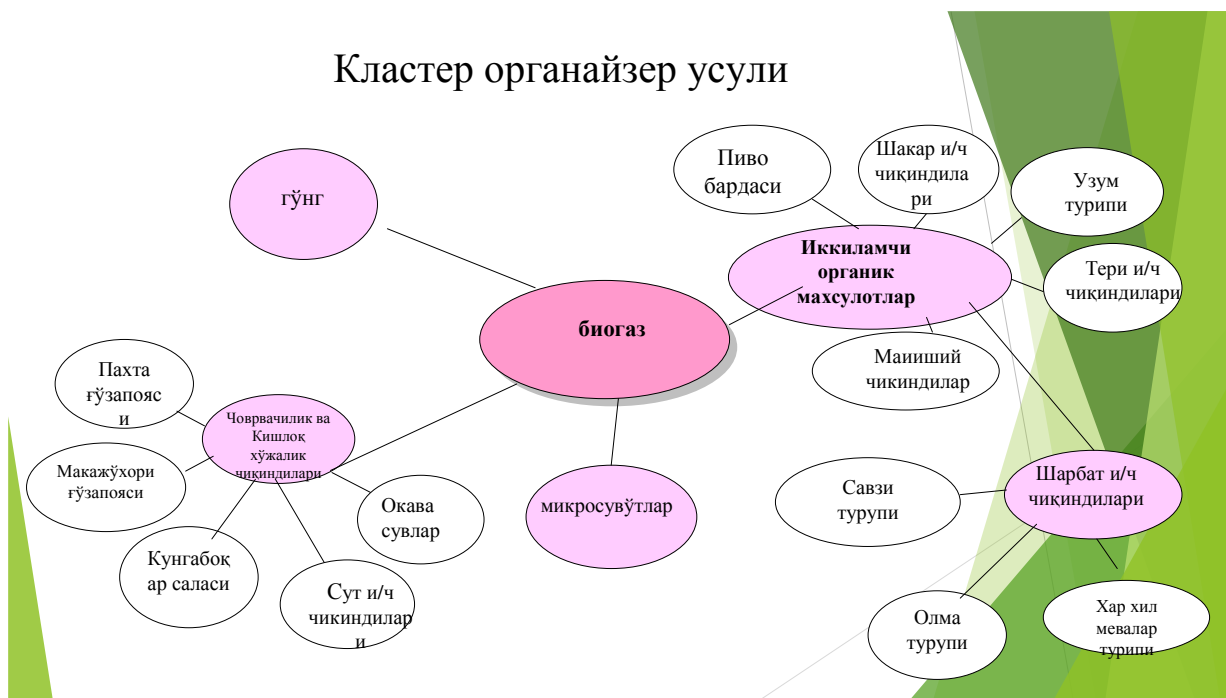 Кластер органайзер усули
гўнг
Пиво
бардаси
Шакар и/ч
чиқиндила
ри
Узум
турипи
Иккиламчи
органик
махсулотлар
Тери и/ч
чиқиндилари
биогаз
Маииший
чикиндилар
Пахта
ғўзапояс
и
Човрвачилик ва
Кишлоқ
хўжалик
чиқиндилари
Макажўхори
ғўзапояси
Кунгабоқ
ар саласи
Сут и/ч
чикиндилар
и
Окава
сувлар
микросувўтлар
Шарбат и/ч
чиқиндилари
Савзи
турупи
Олма
турупи
Хар хил
мевалар
турипи